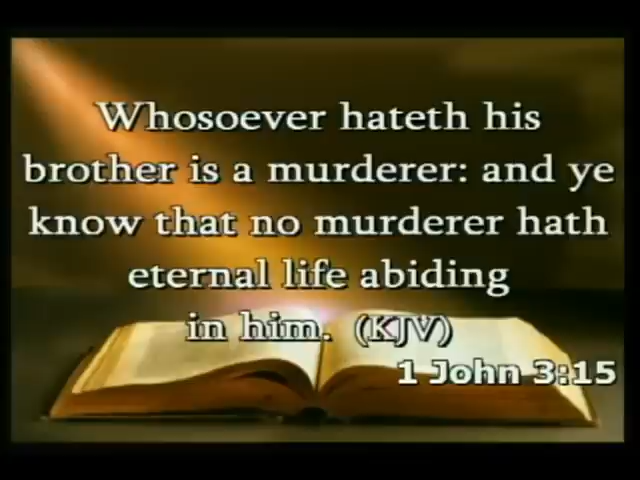 Whosoever hateth his
brother is a murderer: and ye
know that no murderer hath
eternal life abiding
in him. (KJV)
1 John 3:15